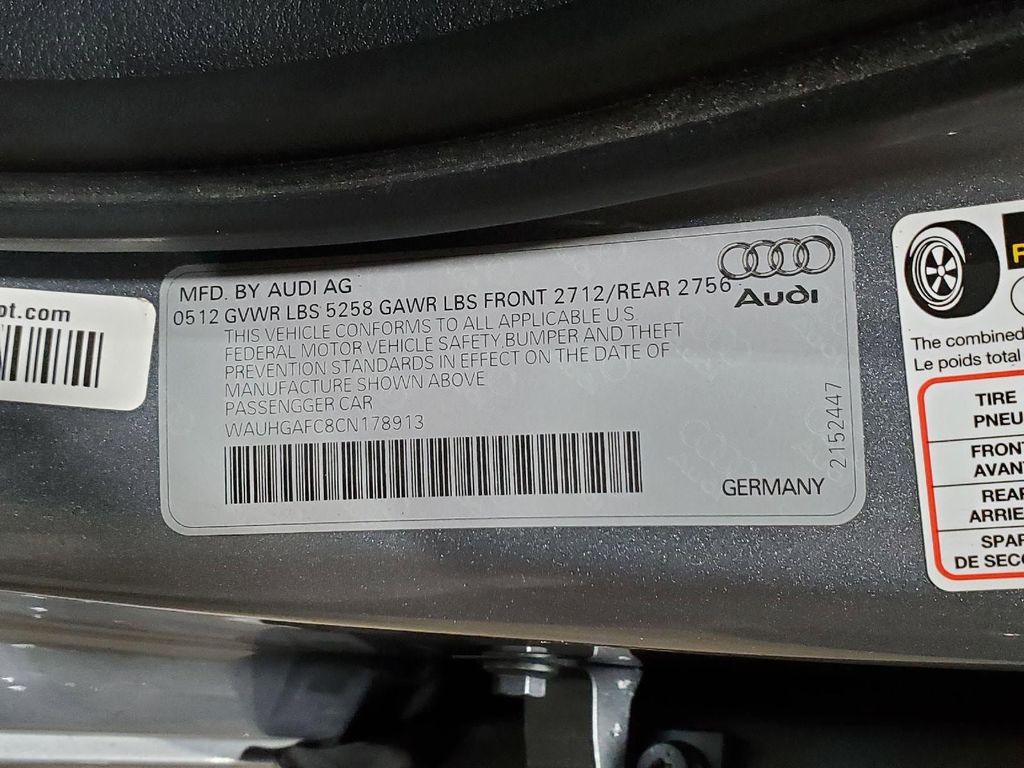 pt.com
MFD. BY AUDI AG
0512 GVWR LBS 5258 GAWR LBS FRONT 2712/REAR 2756
THIS VEHICLE CONFORMS TO ALL APPLICABLE U.S
FEDERAL MOTOR VEHICLE SAFETY, BUMPER AND THEFT
PREVENTION STANDARDS IN EFFECT ON THE DATE OF
MANUFACTURE SHOWN ABOVE
PASSENGGER CAR
WAUHGAFC8CN178913
Audi
2152447
GERMANY
The combined
Le poids total
TIRE
PNEU
FRONT
AVANT
REAR
ARRIE
SPAR
DE SECO